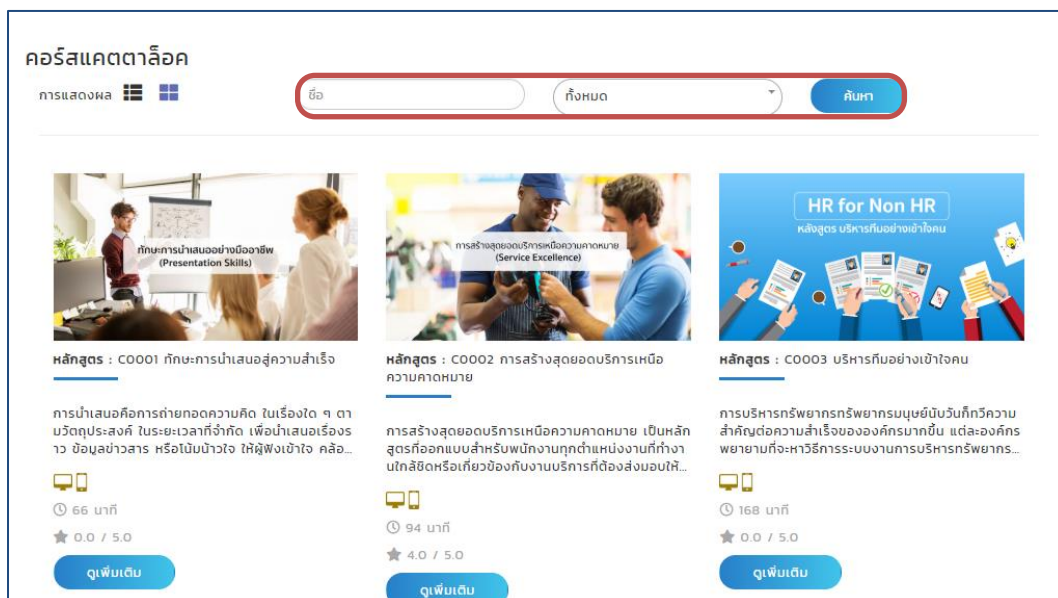 คอร์สแคตตาล็อค
การแสดงผล
ชื่อ
ทั้งหมด
ค้นหา
ทักษะการนำเสนออย่างมืออาชีพ
(Presentation Skills)
การสร้างสุดยอดบริการเหนือความคาดหมาย
(Service Excellence)
HR for Non HR
หลักสูตร บริหารทีมอย่างเข้าใจคน
หลักสูตร : C0001 ทักษะการนำเสนอสู่ความสำเร็จ
การนำเสนอคือการถ่ายทอดความคิด ในเรื่องใด ๆ ตา
มวัตถุประสงค์ ในระยะเวลาที่จำกัด เพื่อนำเสนอเรื่องร
าว ข้อมูลข่าวสาร หรือโน้มน้าวใจ ให้ผู้ฟังเข้าใจ คล้อ...
66 นาที
0.0 / 5.0
ดูเพิ่มเติม
หลักสูตร : C0002 การสร้างสุดยอดบริการเหนือ
ความคาดหมาย
การสร้างสุดยอดบริการเหนือความคาดหมาย เป็นหลัก
สูตรที่ออกแบบสำหรับพนักงานทุกตำแหน่งงานที่ทำงา
นใกล้ชิดหรือเกี่ยวข้องกับงานบริการที่ต้องส่งมอบให้...
94 นาที
4.0 / 5.0
ดูเพิ่มเติม
หลักสูตร : C0003 บริหารทีมอย่างเข้าใจคน
การบริหารทรัพยากรทรัพยากรมนุษย์นับวันก็ทวีความ
สำคัญต่อความสำเร็จขององค์กรมากขึ้น แต่ละองค์กร
พยายามที่จะหาวิธีการระบบงานการบริหารทรัพยากร...
168 นาที
0.0 / 5.0
ดูเพิ่มเติม